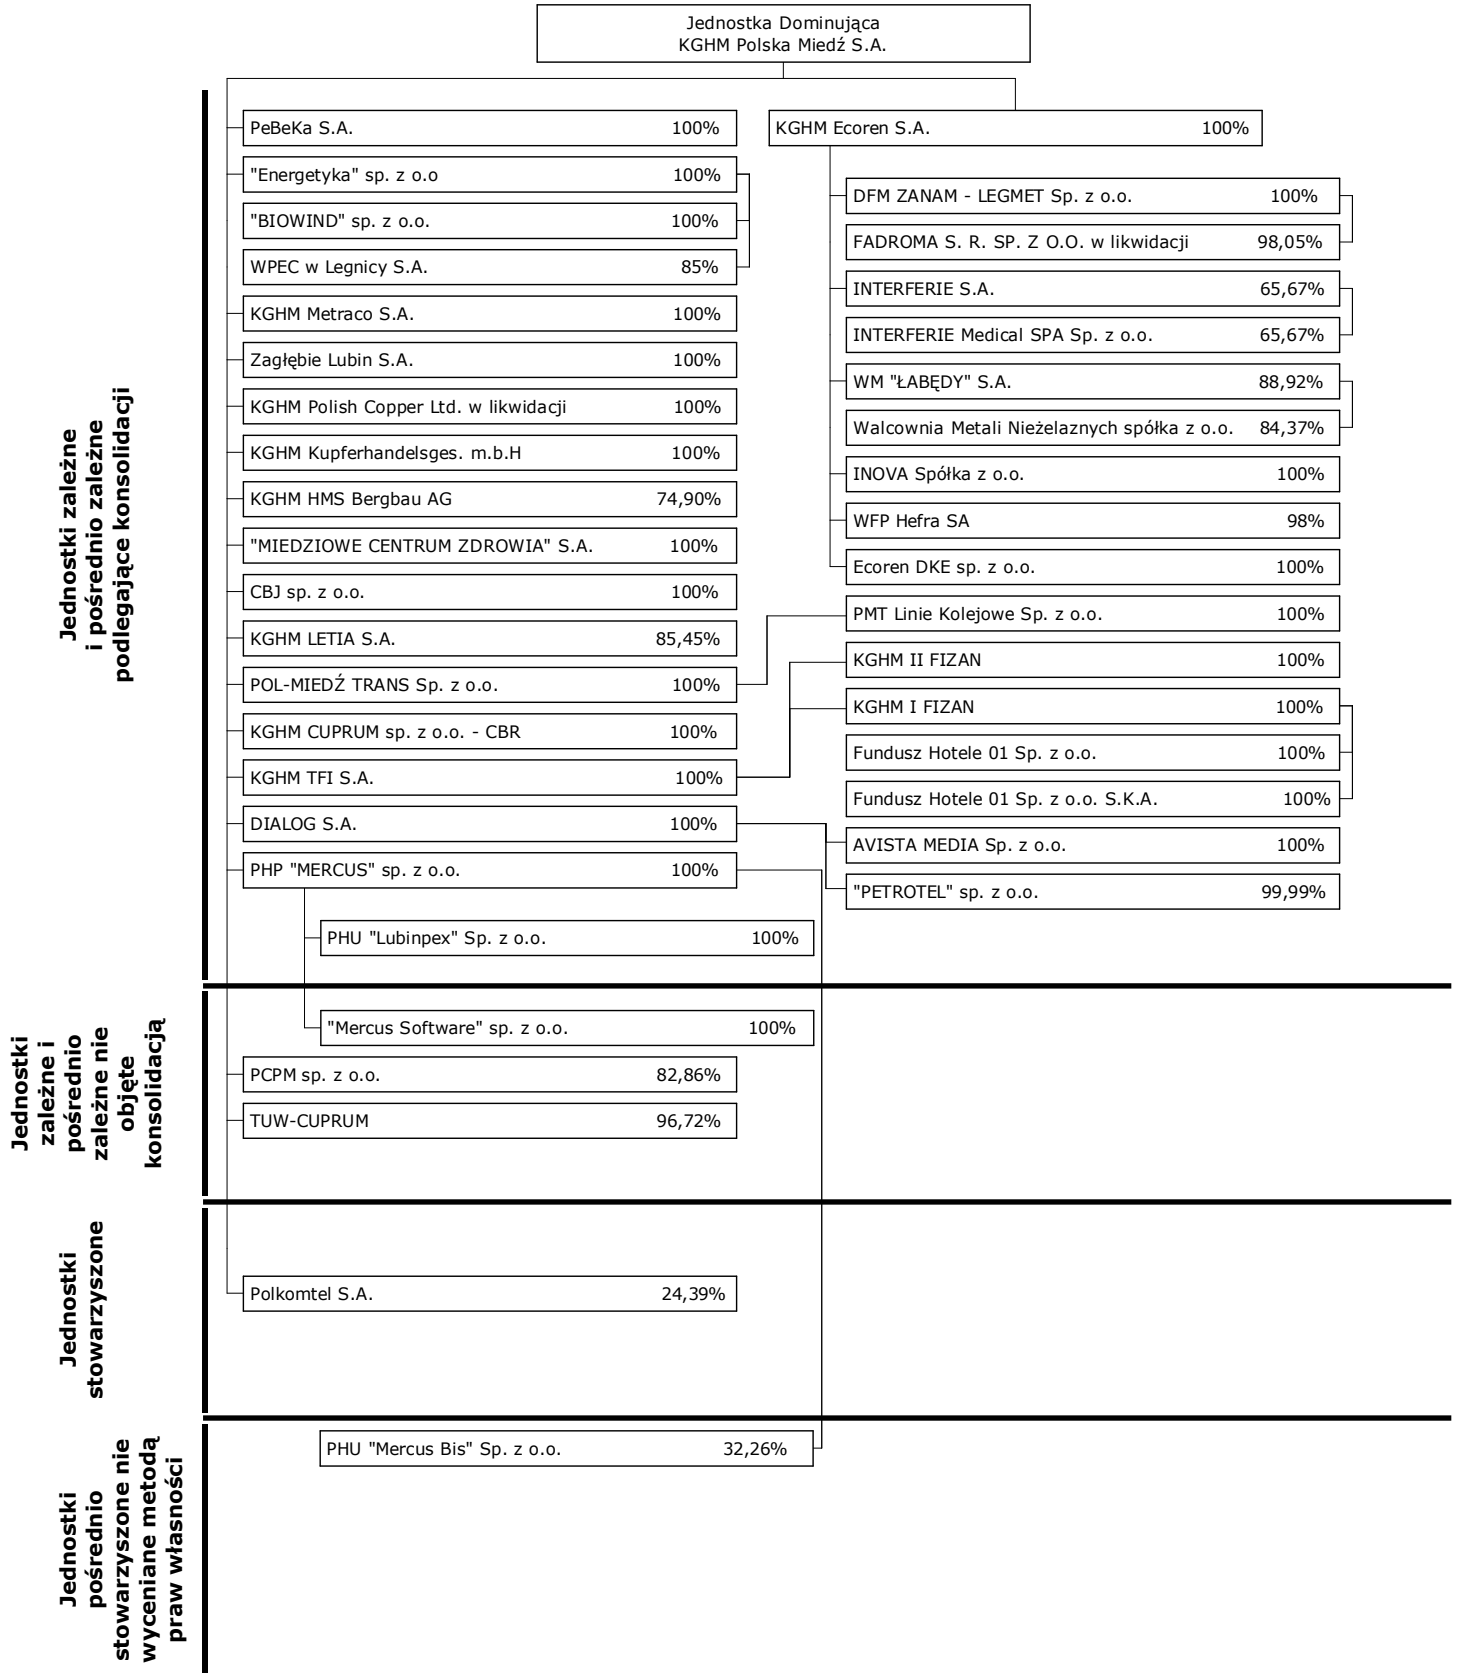 Jednostka Dominująca
KGHM Polska Miedź S.A.
Jednostki zależne
i pośrednio zależne
podlegające konsolidacji
PeBeKa S.A. 100%
"Energetyka" sp. z o.o 100%
"BIOWIND" sp. z o.o. 100%
WPEC w Legnicy S.A. 85%
KGHM Metraco S.A. 100%
Zagłębie Lubin S.A. 100%
KGHM Polish Copper Ltd. w likwidacji 100%
KGHM Kupferhandelsges. m.b.H 100%
KGHM HMS Bergbau AG 74,90%
"MIEDZIOWE CENTRUM ZDROWIA" S.A. 100%
CBJ sp. z o.o. 100%
KGHM LETIA S.A. 85,45%
POL-MIEDŹ TRANS Sp. z o.o. 100%
KGHM CUPRUM sp. z o.o. - CBR 100%
KGHM TFI S.A. 100%
DIALOG S.A. 100%
PHP "MERCUS" sp. z o.o. 100%
PHU "Lubinpex" Sp. z o.o. 100%
KGHM Ecoren S.A. 100%
DFM ZANAM - LEGMET Sp. z o.o. 100%
FADROMA S. R. SP. Z O.O. w likwidacji 98,05%
INTERFERIE S.A. 65,67%
INTERFERIE Medical SPA Sp. z o.o. 65,67%
WM "ŁABĘDY" S.A. 88,92%
Walcownia Metali Nieżelaznych spółka z o.o. 84,37%
INOVA Spółka z o.o. 100%
WFP Hefra SA 98%
Ecoren DKE sp. z o.o. 100%
PMT Linie Kolejowe Sp. z o.o. 100%
KGHM II FIZAN 100%
KGHM I FIZAN 100%
Fundusz Hotele 01 Sp. z o.o. 100%
Fundusz Hotele 01 Sp. z o.o. S.K.A. 100%
AVISTA MEDIA Sp. z o.o. 100%
"PETROTEL" sp. z o.o. 99,99%
Jednostki
zależne i
pośrednio
zależne nie
objęte
konsolidacją
"Mercus Software" sp. z o.o. 100%
PCPM sp. z o.o. 82,86%
TUW-CUPRUM 96,72%
Jednostki
stowarzyszone
Polkomtel S.A. 24,39%
Jednostki
pośrednio
stowarzyszone nie
wyceniane metodą
praw własności
PHU "Mercus Bis" Sp. z o.o. 32,26%